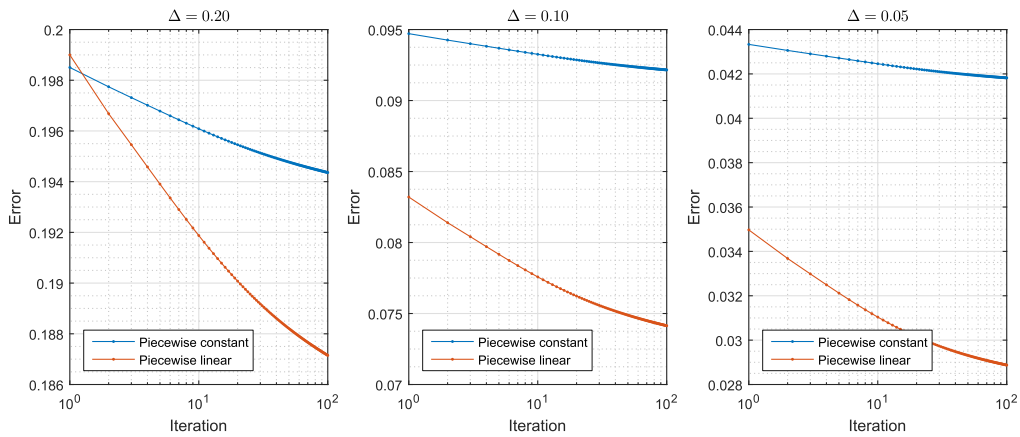 Δ = 0.20
0.2
0.198
0.196
0.194
0.192
0.19
0.188
0.186
Error
Piecewise constant
Piecewise linear
10^0
10^1
10^2
Iteration
Δ = 0.10
0.095
0.09
0.085
0.08
0.075
0.07
Error
Piecewise constant
Piecewise linear
10^0
10^1
10^2
Iteration
Δ = 0.05
0.044
0.042
0.04
0.038
0.036
0.034
0.032
0.03
0.028
Error
Piecewise constant
Piecewise linear
10^0
10^1
10^2
Iteration